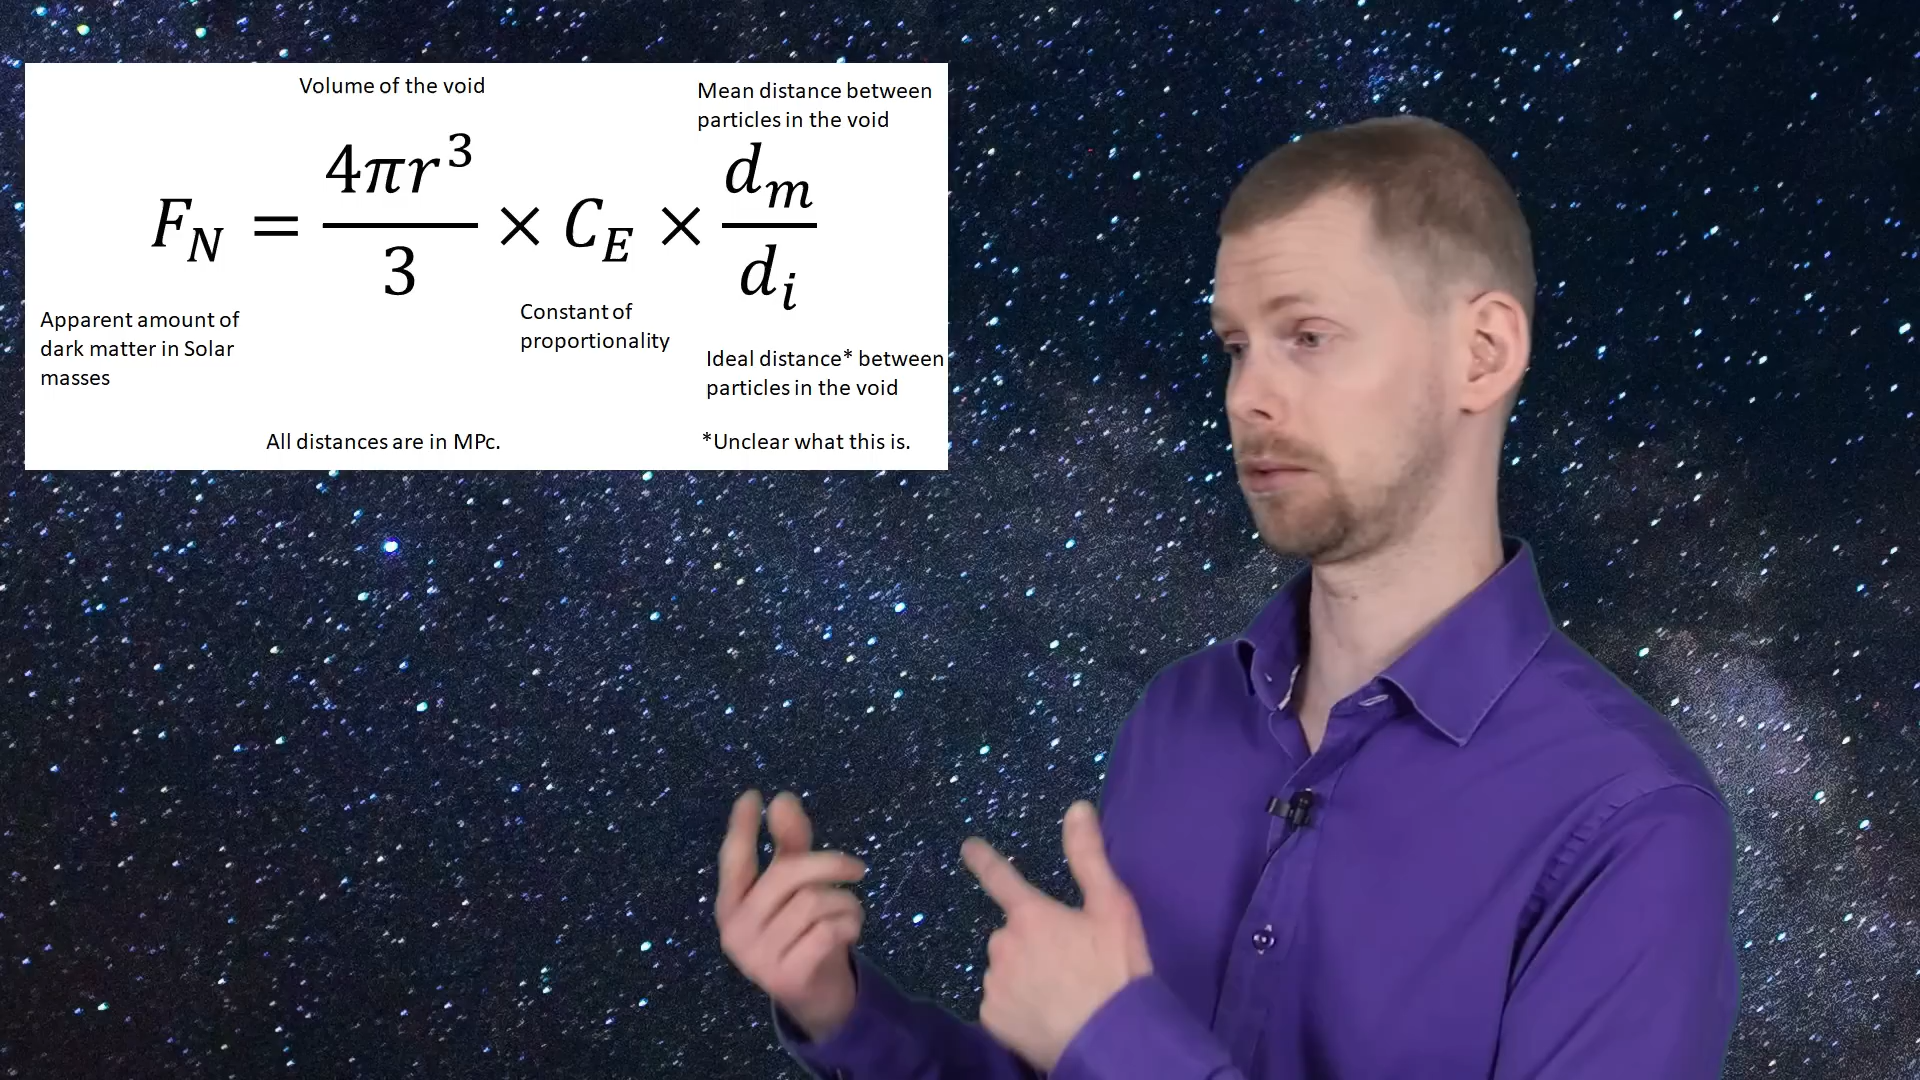 Volume of the void
Mean distance between
particles in the void
F_N = 4πr³/3 × C_E × d_m/d_i
Apparent amount of
dark matter in Solar
masses
Constant of
proportionality
Ideal distance* between
particles in the void
All distances are in MPc.
*Unclear what this is.